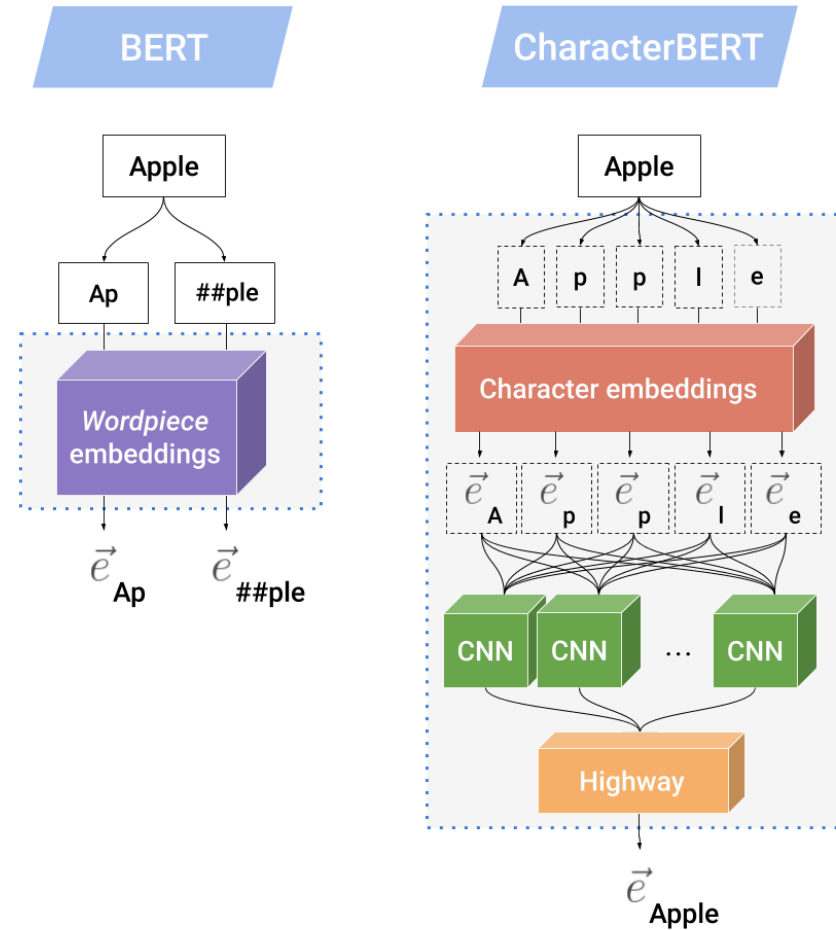 BERT
Apple
Ap
##ple
Wordpiece
embeddings
e⃗ Ap
e⃗ ##ple
CharacterBERT
Apple
A p p l e
Character embeddings
e⃗ A e⃗ p e⃗ p e⃗ l e⃗ e
CNN CNN ... CNN
Highway
e⃗ Apple